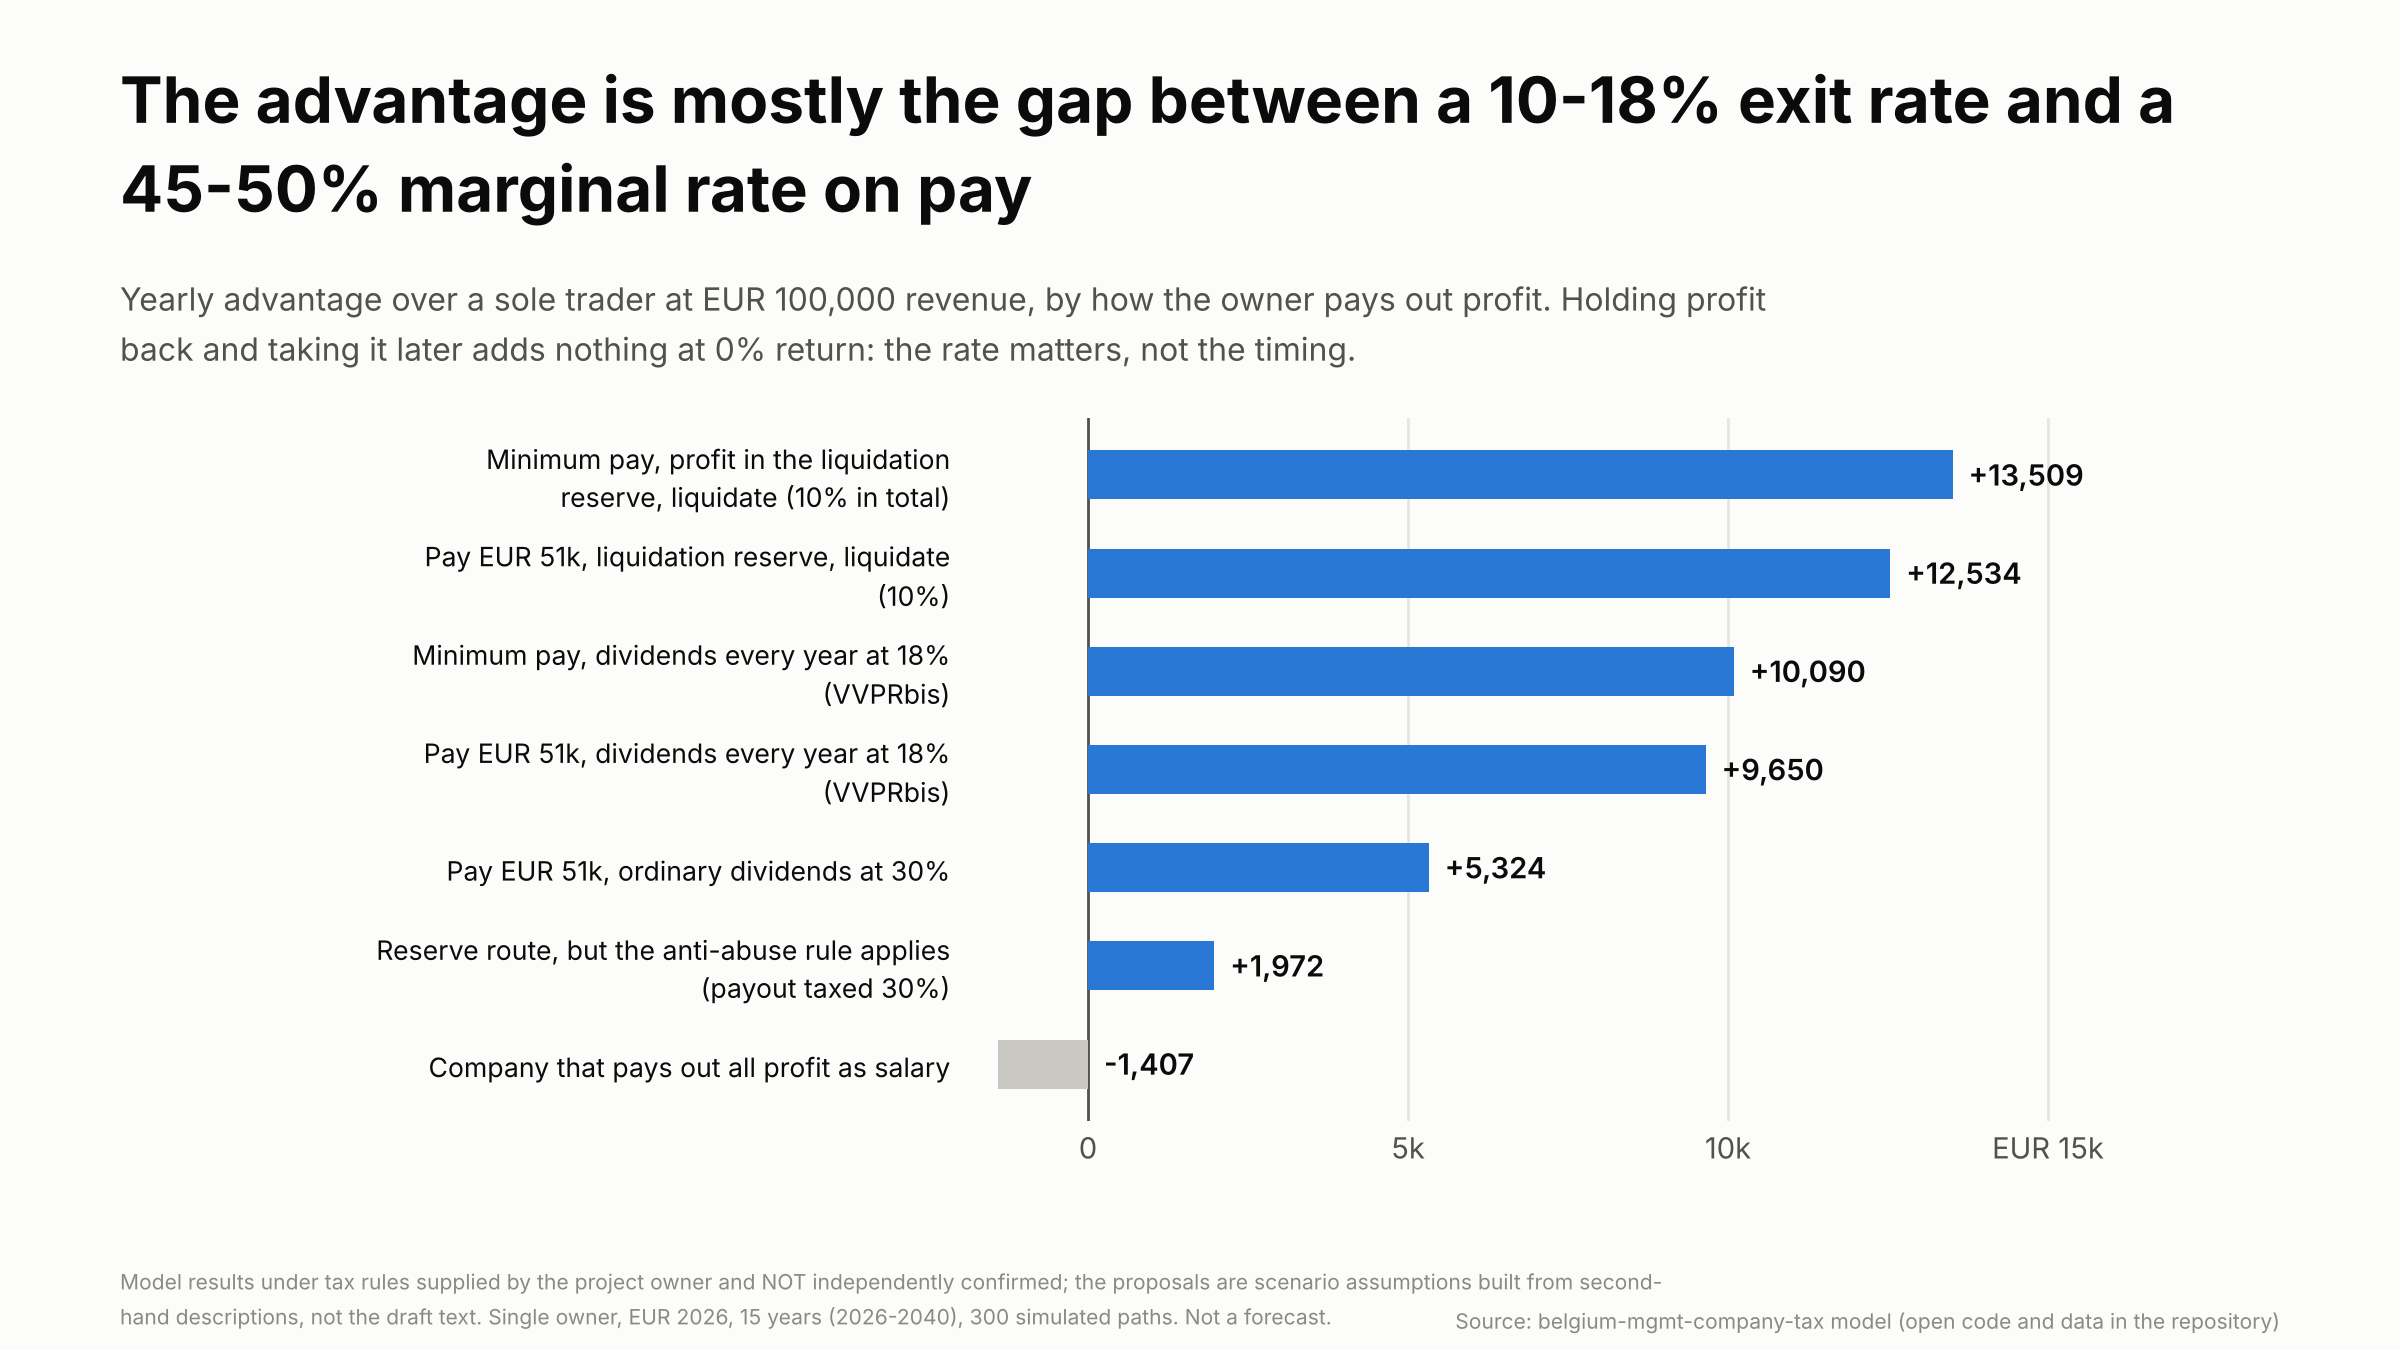 The advantage is mostly the gap between a 10-18% exit rate and a
45-50% marginal rate on pay
Yearly advantage over a sole trader at EUR 100,000 revenue, by how the owner pays out profit. Holding profit
back and taking it later adds nothing at 0% return: the rate matters, not the timing.
Minimum pay, profit in the liquidation
reserve, liquidate (10% in total)
+13,509
Pay EUR 51k, liquidation reserve, liquidate
(10%)
+12,534
Minimum pay, dividends every year at 18%
(VVPRbis)
+10,090
Pay EUR 51k, dividends every year at 18%
(VVPRbis)
+9,650
Pay EUR 51k, ordinary dividends at 30%
+5,324
Reserve route, but the anti-abuse rule applies
(payout taxed 30%)
+1,972
Company that pays out all profit as salary
-1,407
0
5k
10k
EUR 15k
Model results under tax rules supplied by the project owner and NOT independently confirmed; the proposals are scenario assumptions built from second-
hand descriptions, not the draft text. Single owner, EUR 2026, 15 years (2026-2040), 300 simulated paths. Not a forecast.
Source: belgium-mgmt-company-tax model (open code and data in the repository)